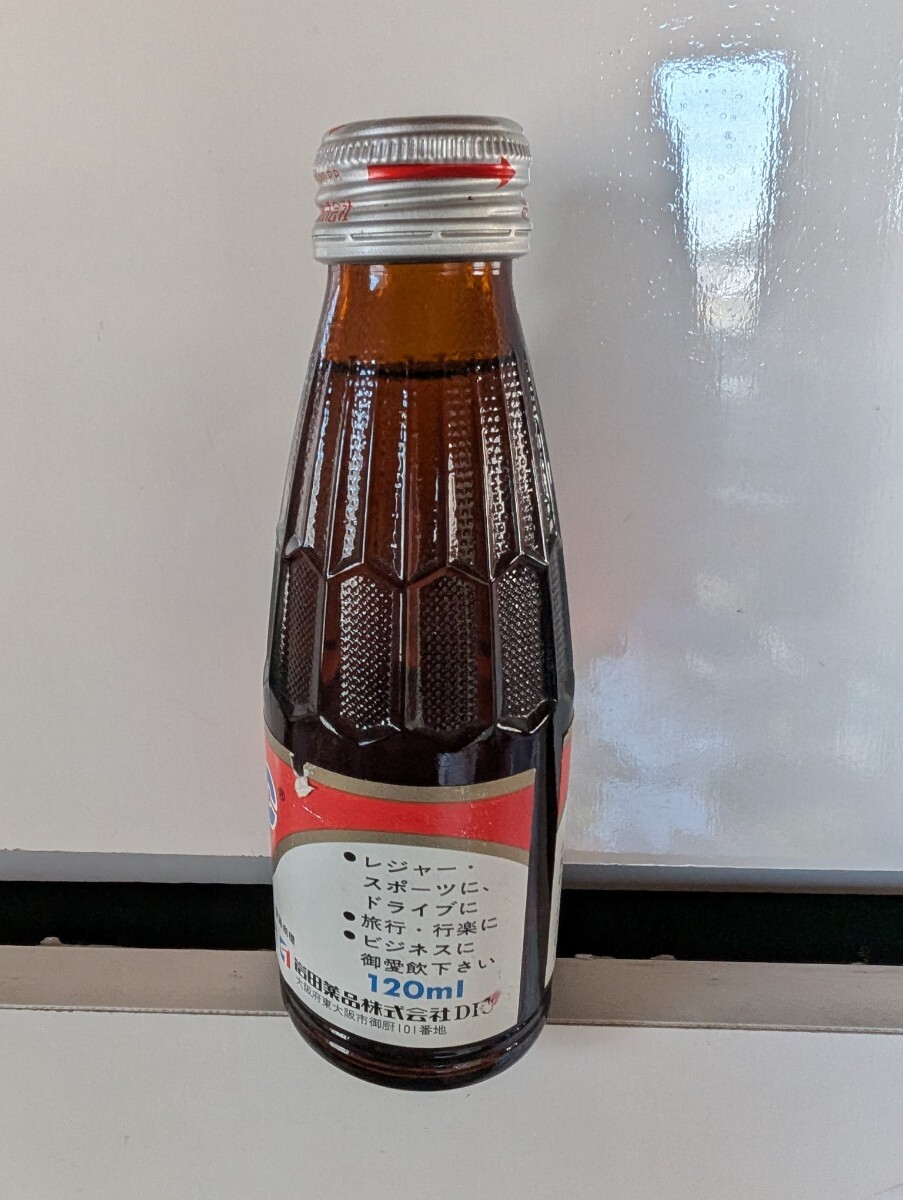 ®
●レジャー・
スポーツに、
ドライブに
●旅行・行楽に
●ビジネスに
御愛飲下さい
120ml
薬品株式会社
大阪府東大阪市御厨101番地